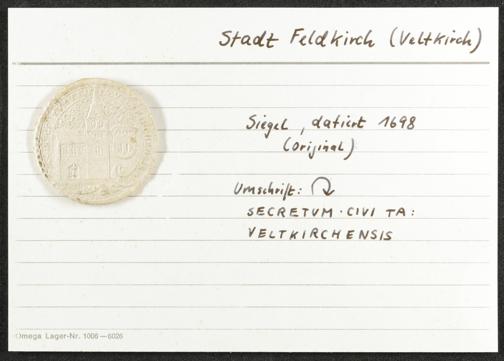 Stadt Feldkirch (Veltkirch)
Siegel, datiert 1698
(original)
Umschrift:
SECRETVM · CIVI TA:
VELTKIRCHENSIS
Omega Lager-Nr. 1006—6026